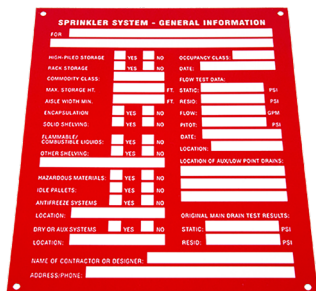 SPRINKLER SYSTEM - GENERAL INFORMATION
FOR
HIGH-PILED STORAGE YES NO OCCUPANCY CLASS:
RACK STORAGE YES NO DATE:
COMMODITY CLASS: FLOW TEST DATA:
MAX. STORAGE HT. FT. STATIC: PSI
AISLE WIDTH MIN. FT. RESID: PSI
ENCAPSULATION YES NO FLOW: GPM
SOLID SHELVING: YES NO PITOT: PSI
FLAMMABLE/ DATE:
COMBUSTIBLE LIQUIDS: YES NO LOCATION:
OTHER SHELVING: YES NO LOCATION OF AUX/LOW POINT DRAINS:
HAZARDOUS MATERIALS: YES NO
IDLE PALLETS: YES NO
ANTIFREEZE SYSTEMS YES NO
LOCATION: ORIGINAL MAIN DRAIN TEST RESULTS:
DRY OR AUX SYSTEMS YES NO STATIC: PSI
LOCATION: RESID: PSI
NAME OF CONTRACTOR OR DESIGNER:
ADDRESS/PHONE: